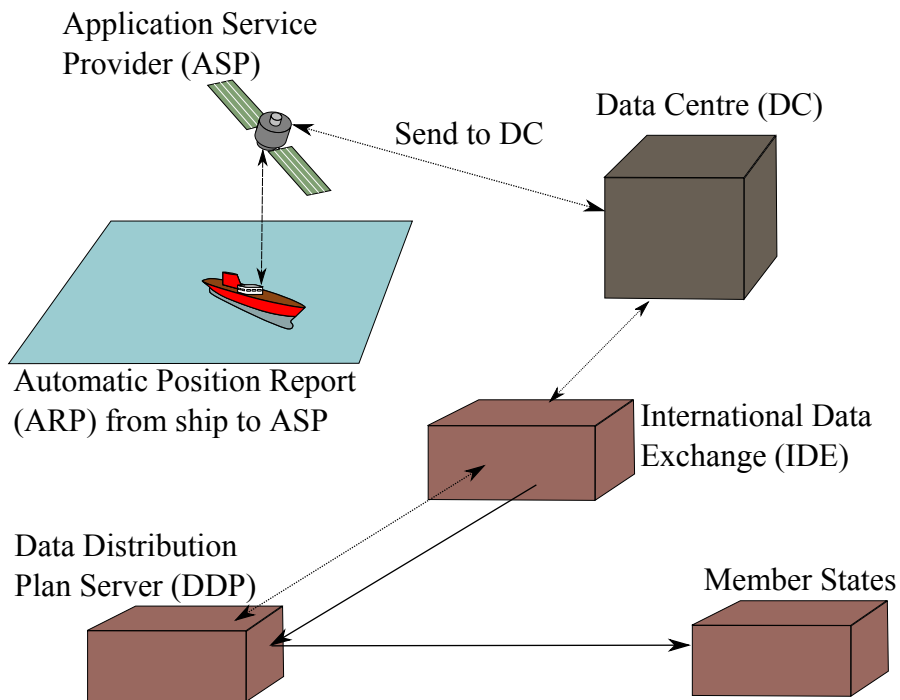 Application Service
Provider (ASP)
Data Centre (DC)
Send to DC
Automatic Position Report
(ARP) from ship to ASP
International Data
Exchange (IDE)
Data Distribution
Plan Server (DDP)
Member States